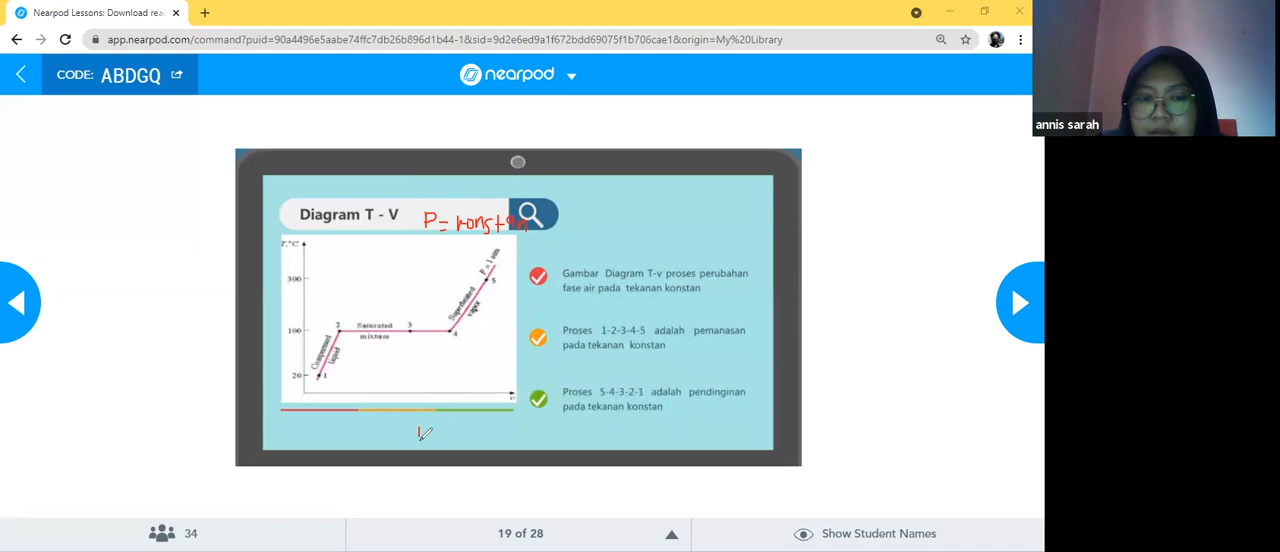 Nearpod Lessons: Download rea
app.nearpod.com/command?puid=90a4496e5aabe74ffc7db26b896d1b44-1&sid=9d2e6ed9a1f672bdd69075f1b706cae1&origin=My%20Library
CODE: ABDGQ
nearpod
annis sarah
Diagram T - V
P = konstan
T, °C
300
100
20
1
2
3
4
5
Compressed liquid
Saturated
mixture
Superheated
vapor
P = 1 atm
v
Gambar Diagram T-v proses perubahan
fase air pada tekanan konstan
Proses 1-2-3-4-5 adalah pemanasan
pada tekanan konstan
Proses 5-4-3-2-1 adalah pendinginan
pada tekanan konstan
34
19 of 28
Show Student Names